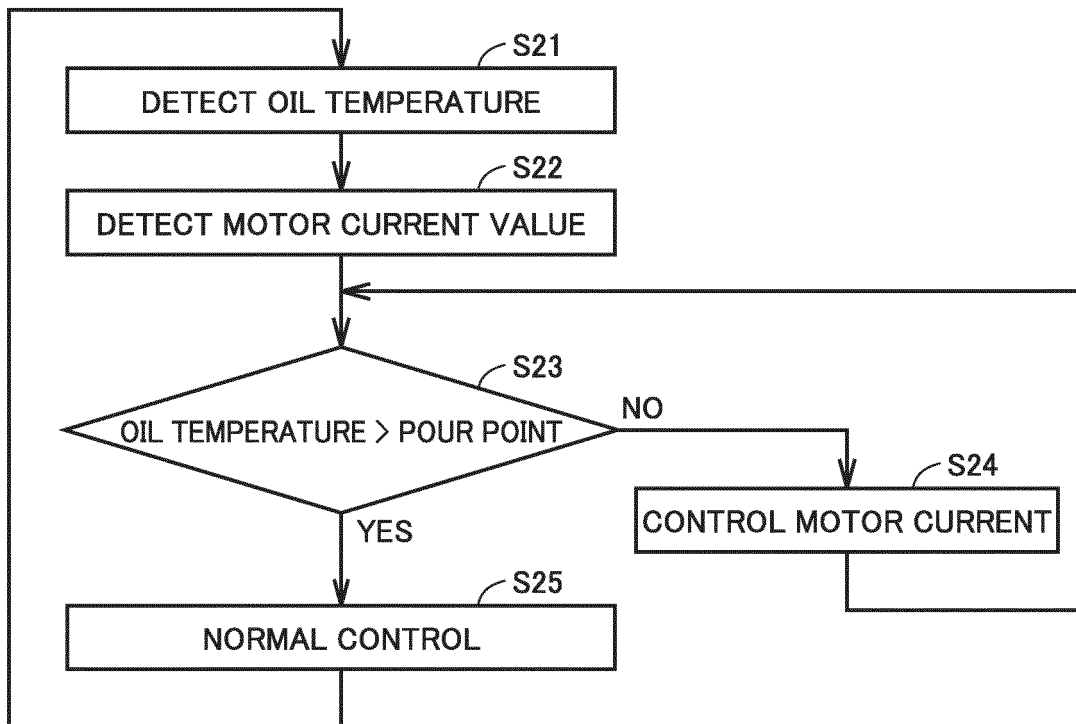 S21
DETECT OIL TEMPERATURE
S22
DETECT MOTOR CURRENT VALUE
S23
OIL TEMPERATURE > POUR POINT
NO
S24
CONTROL MOTOR CURRENT
YES
S25
NORMAL CONTROL